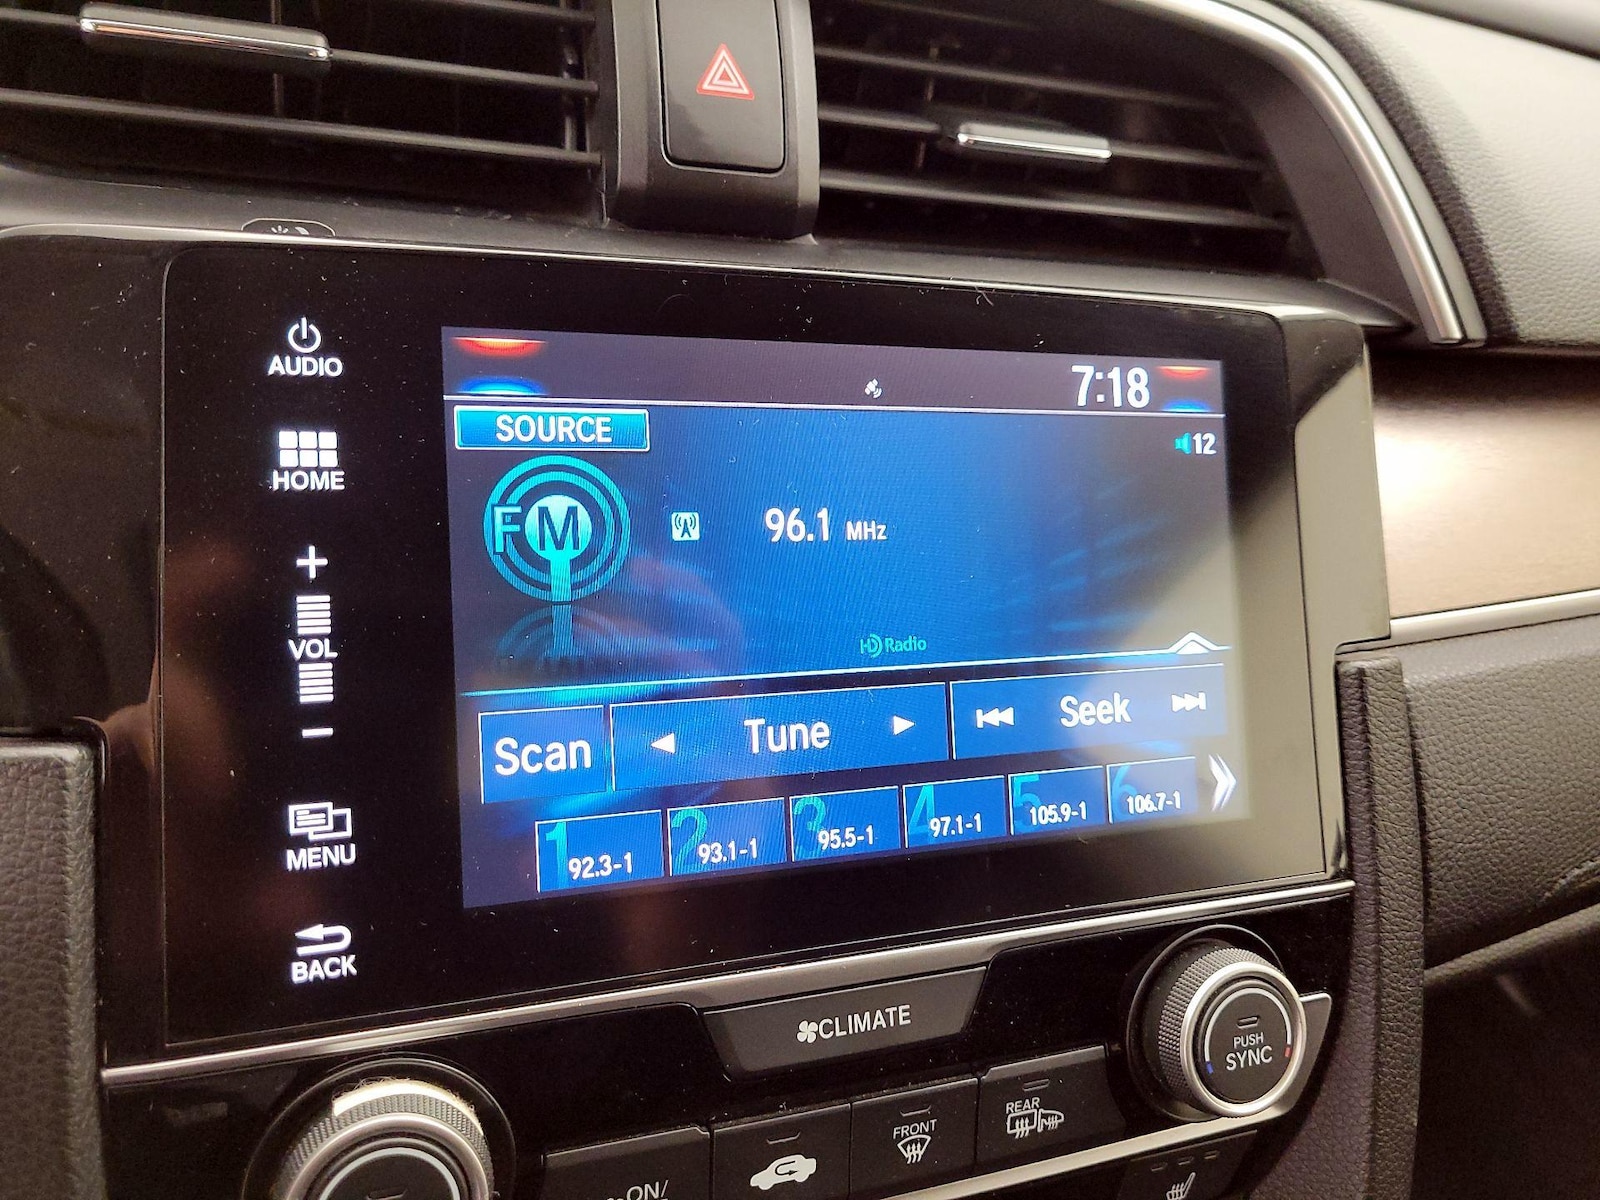 AUDIO
HOME
+
VOL
−
MENU
BACK
7:18
SOURCE
12
FM
96.1 MHz
HD Radio
Scan
Tune
Seek
1 92.3-1
2 93.1-1
3 95.5-1
4 97.1-1
5 105.9-1
6 106.7-1
CLIMATE
PUSH
SYNC
FRONT
REAR
ON/